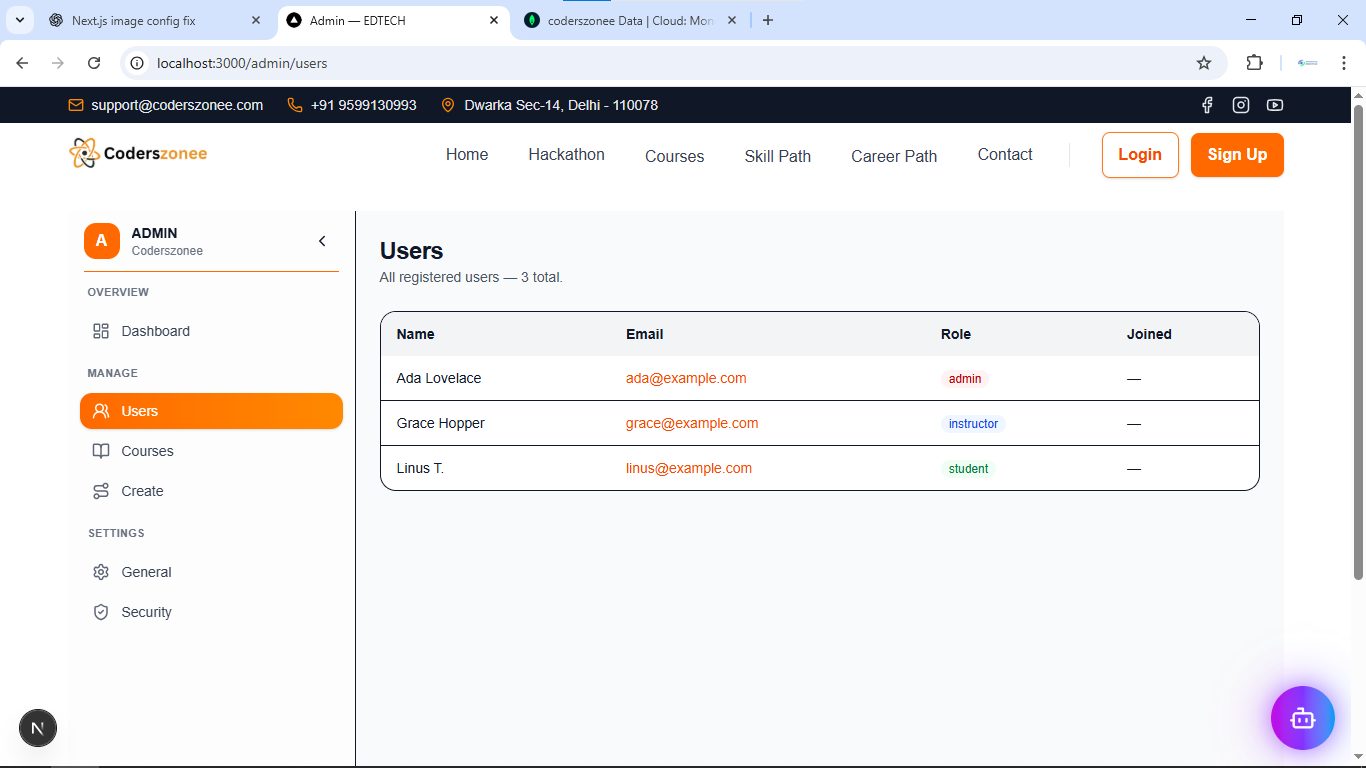 Next.js image config fix
Admin — EDTECH
coderszonee Data | Cloud: Mon
localhost:3000/admin/users
support@coderszonee.com +91 9599130993 Dwarka Sec-14, Delhi - 110078
Coderszonee
Home Hackathon Courses Skill Path Career Path Contact Login Sign Up
A
ADMIN
Coderszonee
OVERVIEW
Dashboard
MANAGE
Users
Courses
Create
SETTINGS
General
Security
N
Users
All registered users — 3 total.
Name Email Role Joined
Ada Lovelace ada@example.com admin —
Grace Hopper grace@example.com instructor —
Linus T. linus@example.com student —